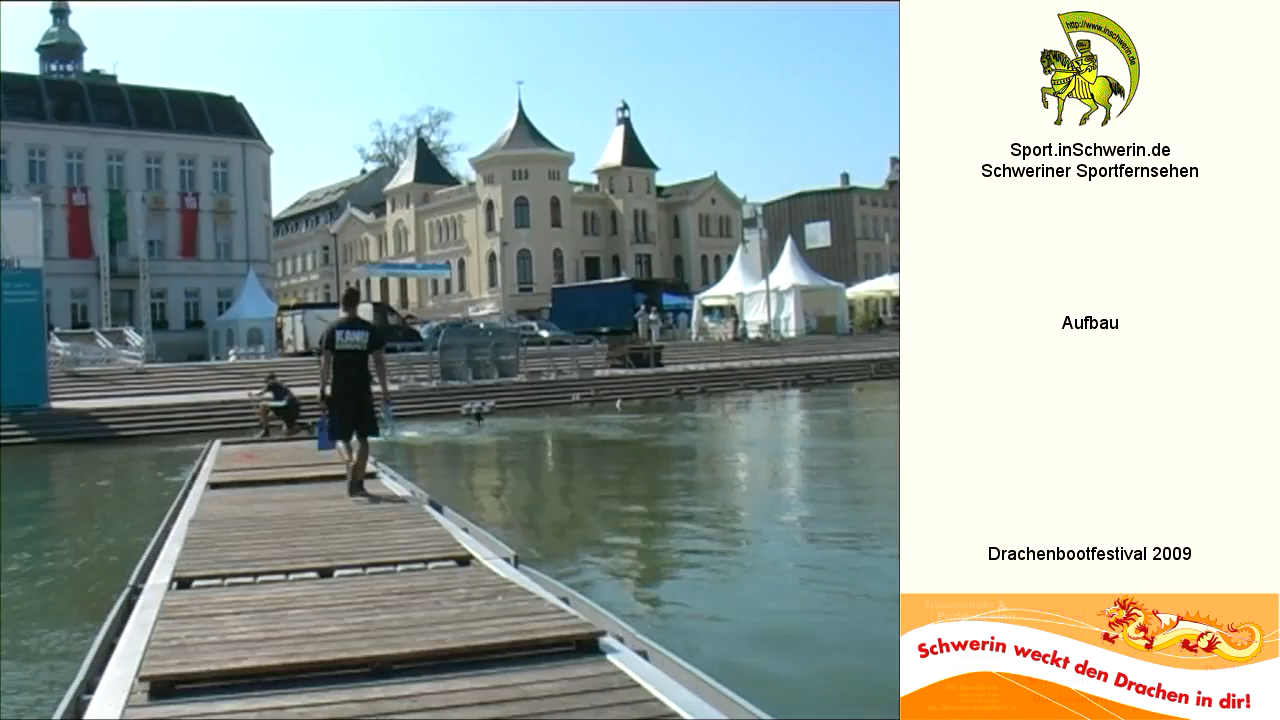 http://www.inschwerin.de
Sport.inSchwerin.de
Schweriner Sportfernsehen
KANU
Aufbau
Drachenbootfestival 2009
Schwerin weckt den Drachen in dir!